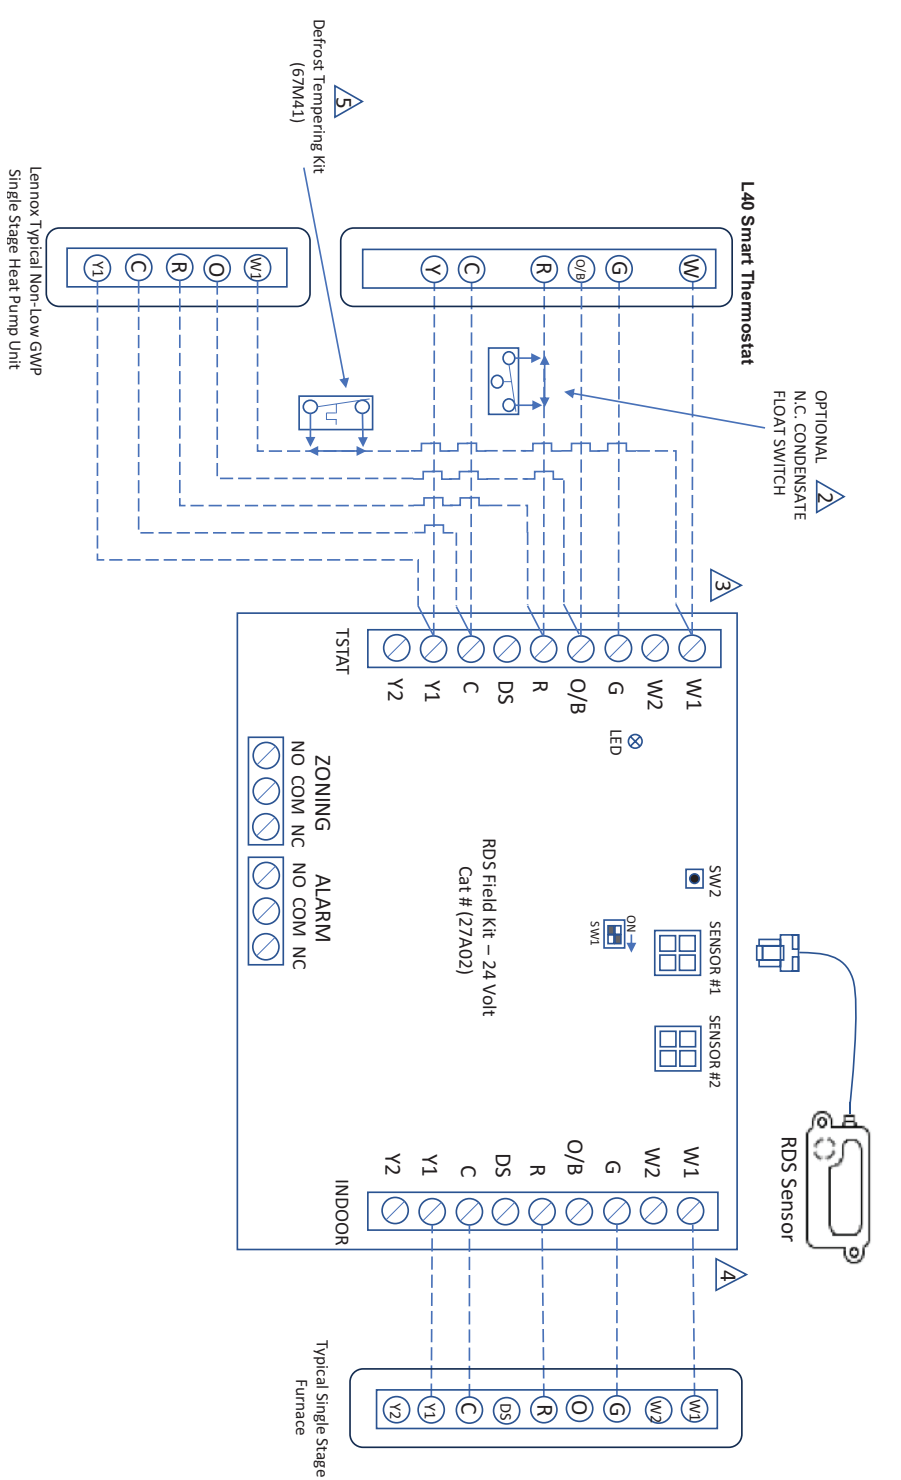 L40 Smart Thermostat
W
G
O/B
R
C
Y
OPTIONAL
N.C. CONDENSATE
FLOAT SWITCH
2
Defrost Tempering Kit
(67M41)
5
W1
O
R
C
Y1
Lennox Typical Non-Low GWP
Single Stage Heat Pump Unit
3
W1
W2
G
O/B
R
DS
C
Y1
Y2
TSTAT
LED
SW2
SENSOR #1
SENSOR #2
ON
SW1
RDS Field Kit – 24 Volt
Cat # (27A02)
ZONING
NO COM NC
ALARM
NO COM NC
RDS Sensor
W1
W2
G
O/B
R
DS
C
Y1
Y2
INDOOR
4
W1
W2
G
O
R
DS
C
Y1
Y2
Typical Single Stage
Furnace